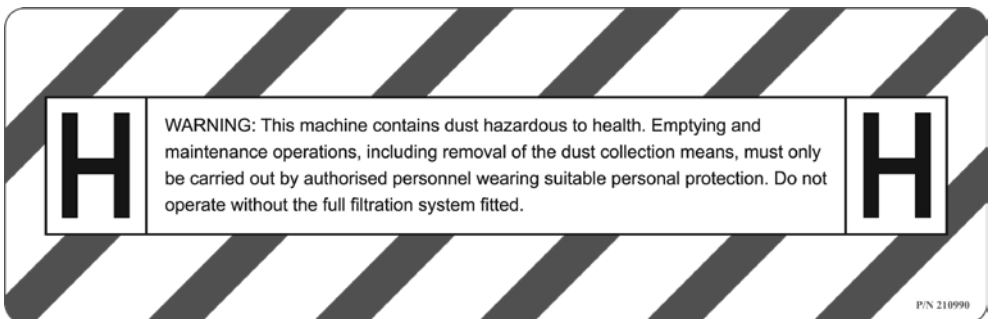 H
WARNING: This machine contains dust hazardous to health. Emptying and
maintenance operations, including removal of the dust collection means, must only
be carried out by authorised personnel wearing suitable personal protection. Do not
operate without the full filtration system fitted.
H
P/N 210990